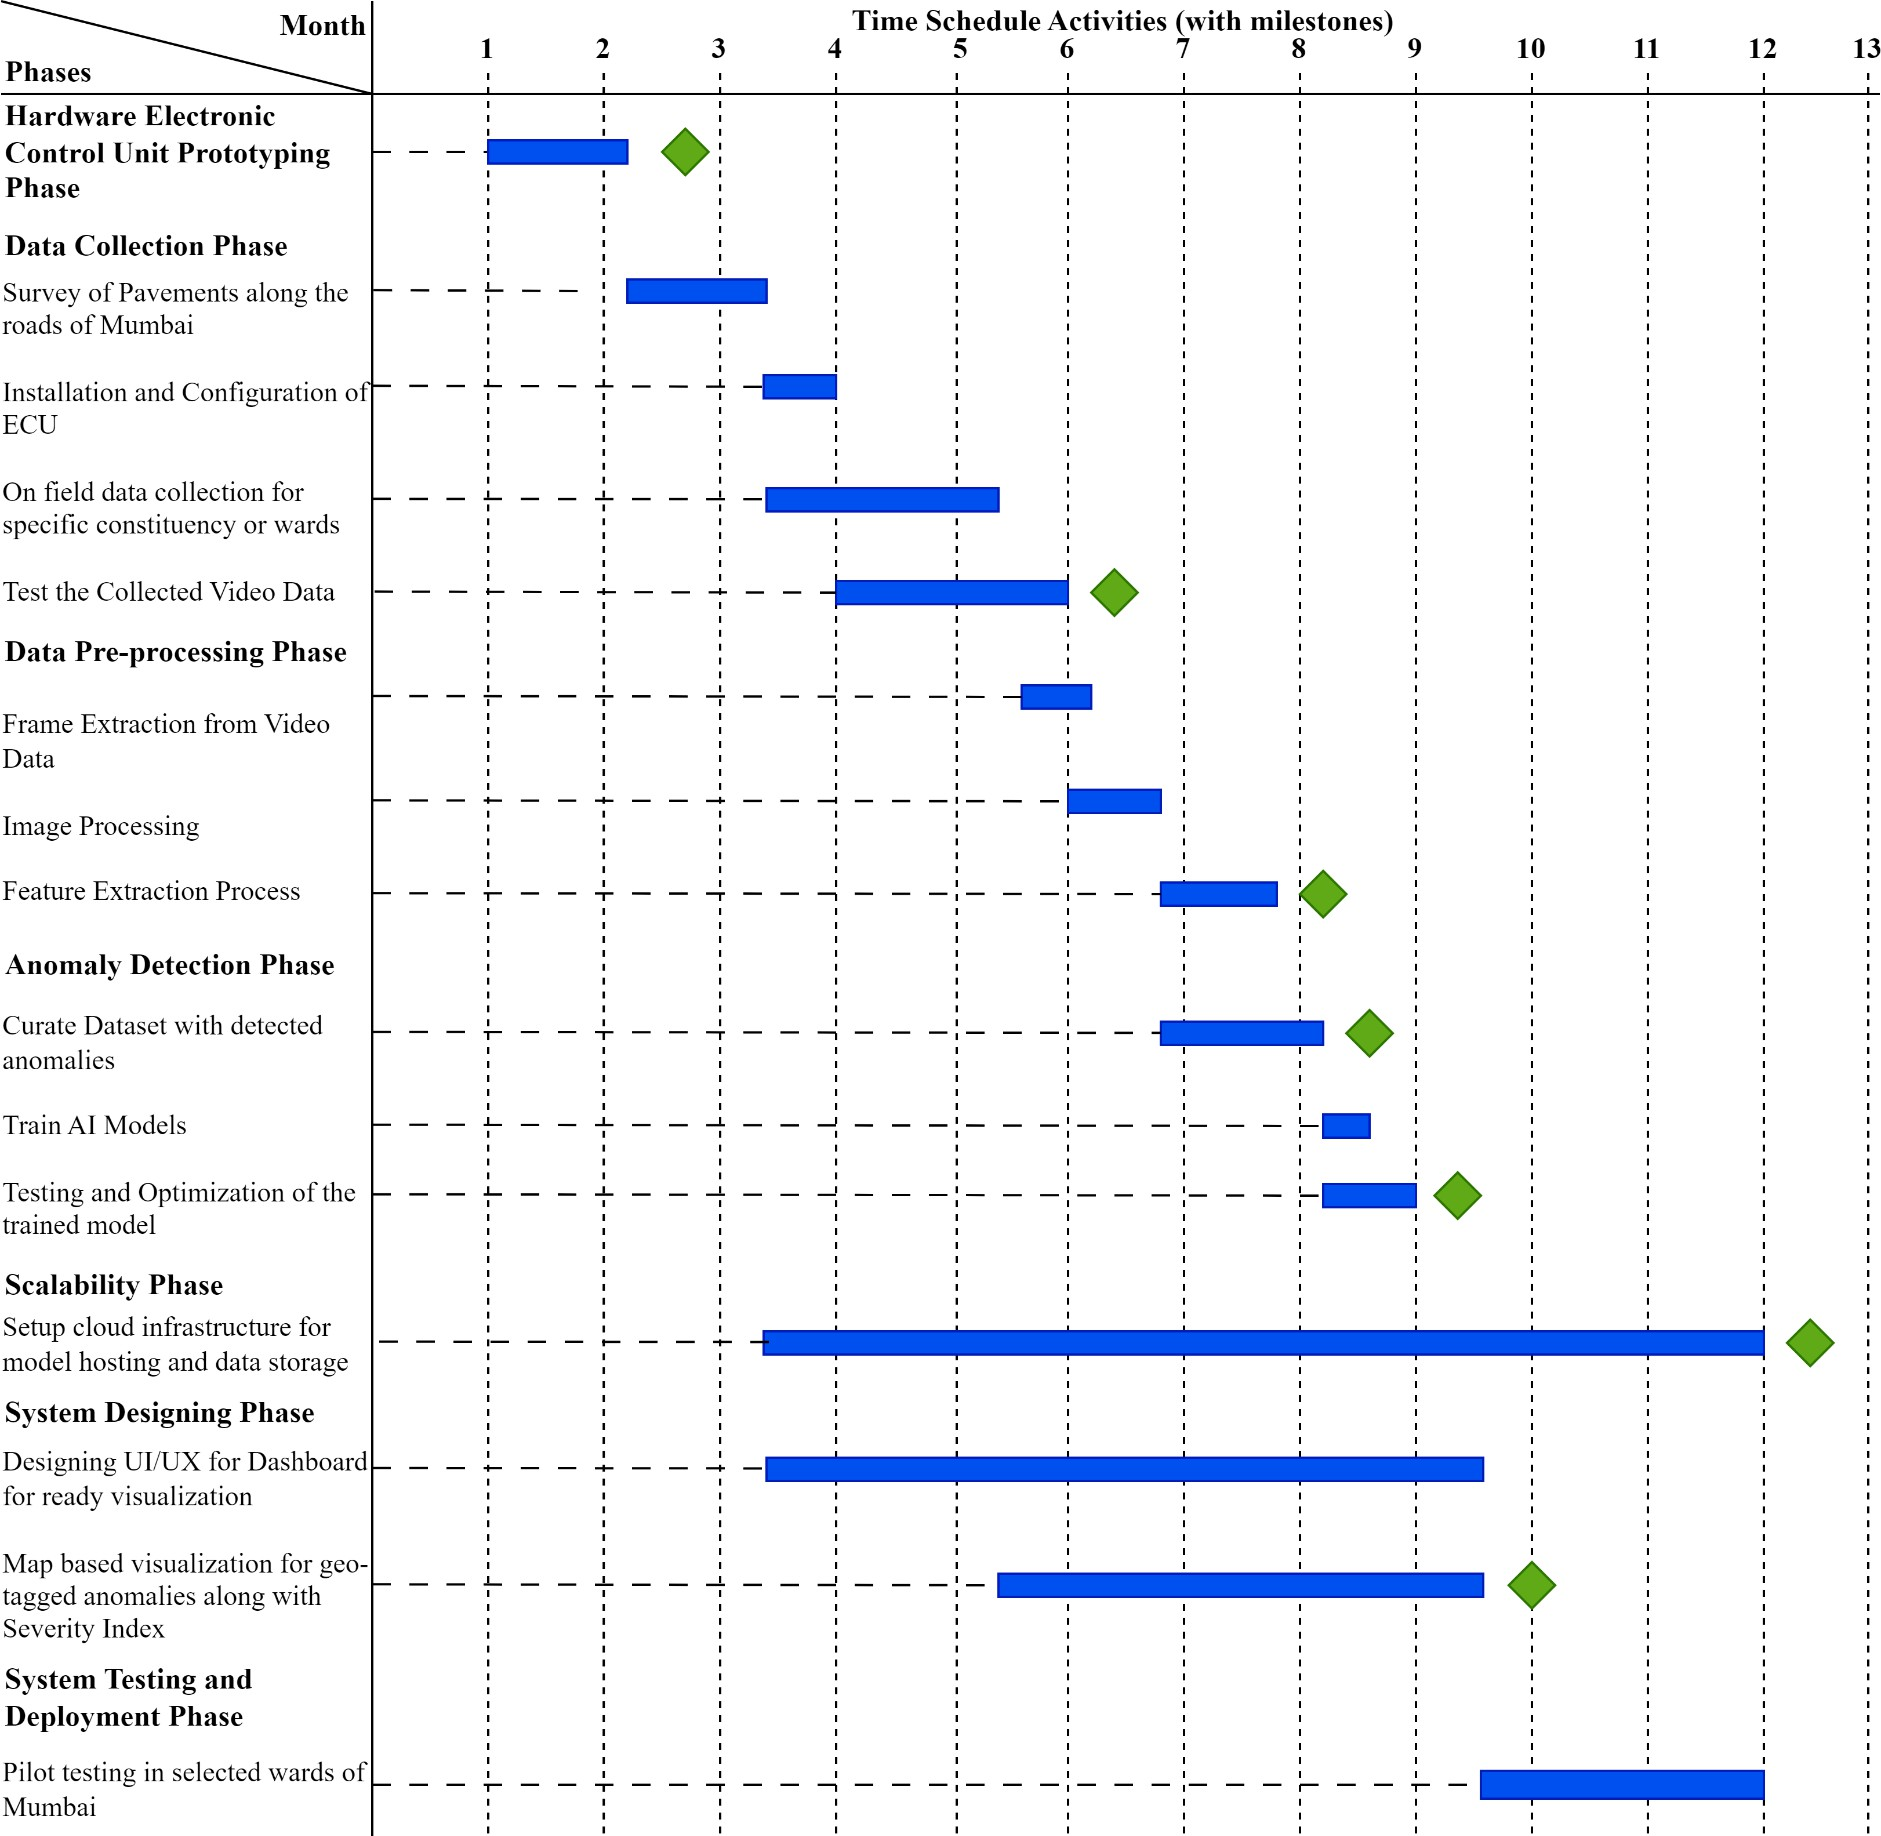 Month
Time Schedule Activities (with milestones)
1 2 3 4 5 6 7 8 9 10 11 12 13
Phases
Hardware Electronic
Control Unit Prototyping
Phase
Data Collection Phase
Survey of Pavements along the
roads of Mumbai
Installation and Configuration of
ECU
On field data collection for
specific constituency or wards
Test the Collected Video Data
Data Pre-processing Phase
Frame Extraction from Video
Data
Image Processing
Feature Extraction Process
Anomaly Detection Phase
Curate Dataset with detected
anomalies
Train AI Models
Testing and Optimization of the
trained model
Scalability Phase
Setup cloud infrastructure for
model hosting and data storage
System Designing Phase
Designing UI/UX for Dashboard
for ready visualization
Map based visualization for geo-
tagged anomalies along with
Severity Index
System Testing and
Deployment Phase
Pilot testing in selected wards of
Mumbai